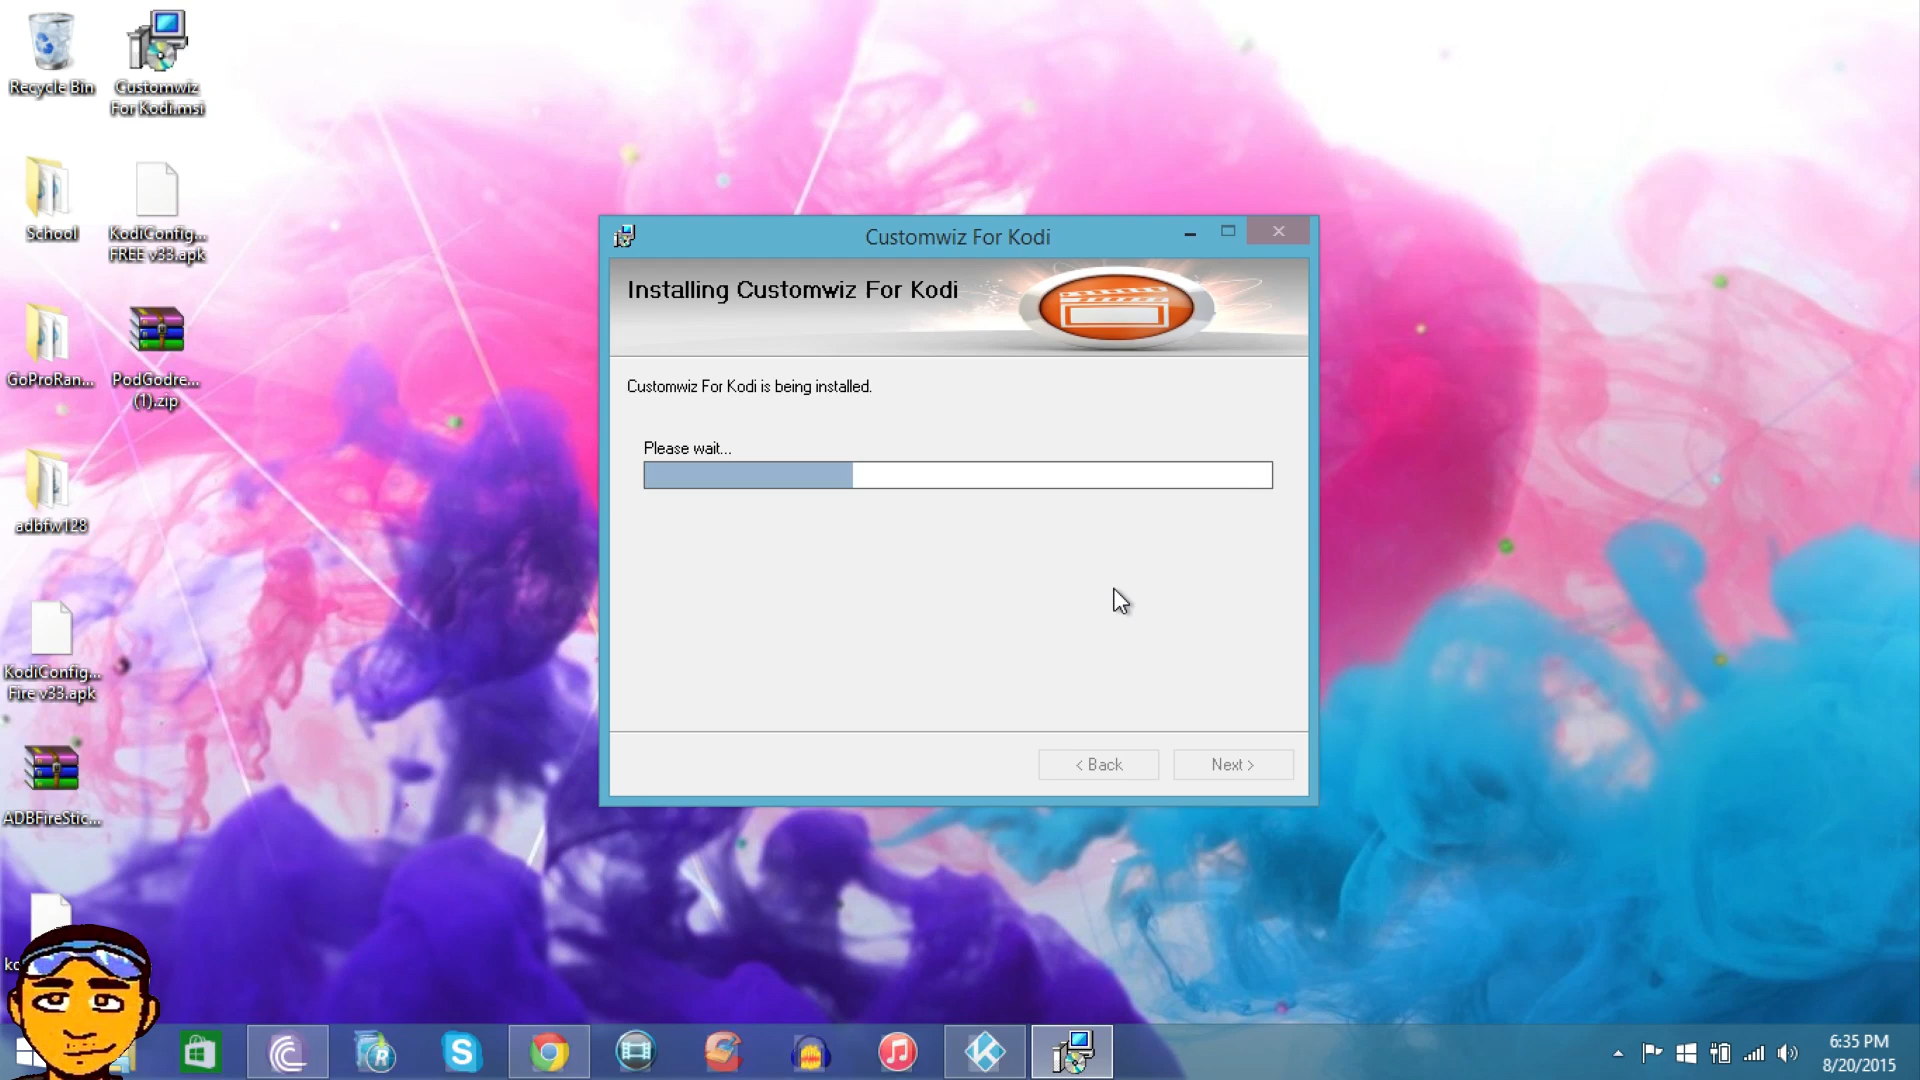 Recycle Bin
Customwiz
For Kodi.msi
School
KodiConfig...
FREE v33.apk
GoProRan...
PodGodre...
(1).zip
adbfw128
KodiConfig...
Fire v33.apk
ADBFireStic...
Customwiz For Kodi
Installing Customwiz For Kodi
Customwiz For Kodi is being installed.
Please wait...
< Back
Next >
6:35 PM
8/20/2015